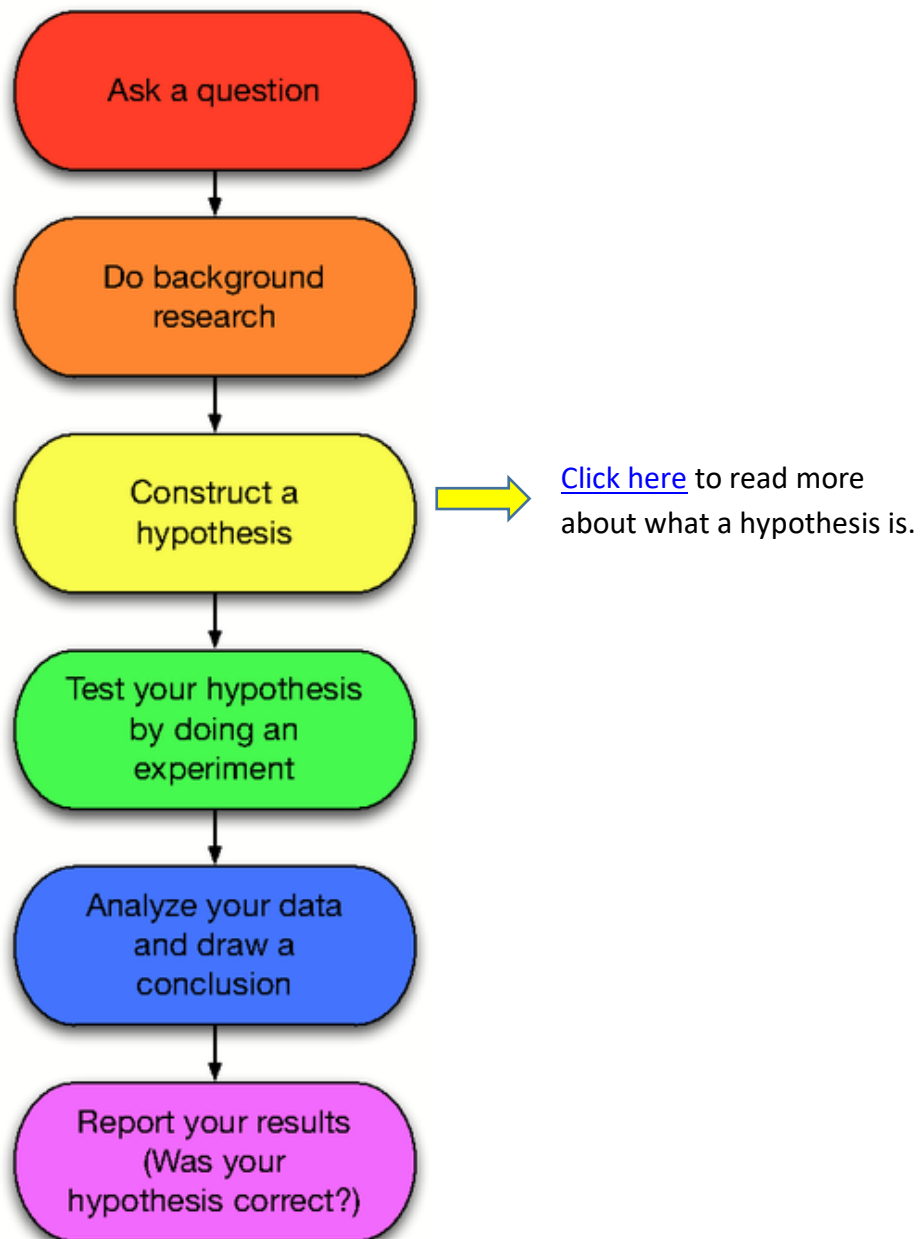 Ask a question
Do background
research
Construct a
hypothesis
Click here to read more
about what a hypothesis is.
Test your hypothesis
by doing an
experiment
Analyze your data
and draw a
conclusion
Report your results
(Was your
hypothesis correct?)